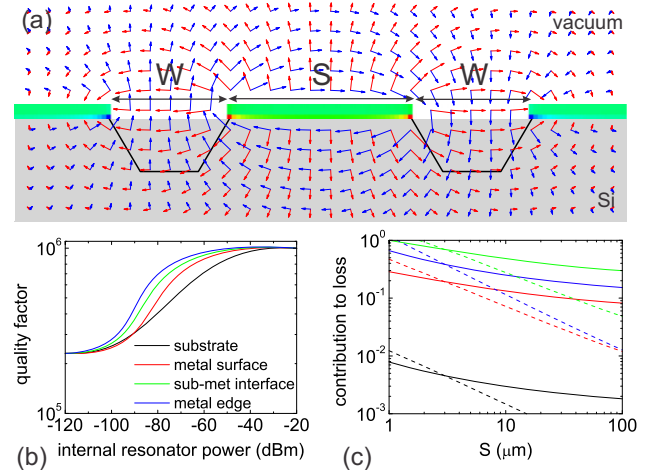 (a)
vacuum
W S W
Si
10^6
quality factor
10^5
substrate
metal surface
sub-met interface
metal edge
-120 -100 -80 -60 -40 -20
internal resonator power (dBm)
(b)
10^0
10^-1
10^-2
10^-3
contribution to loss
1 10 100
S (μm)
(c)